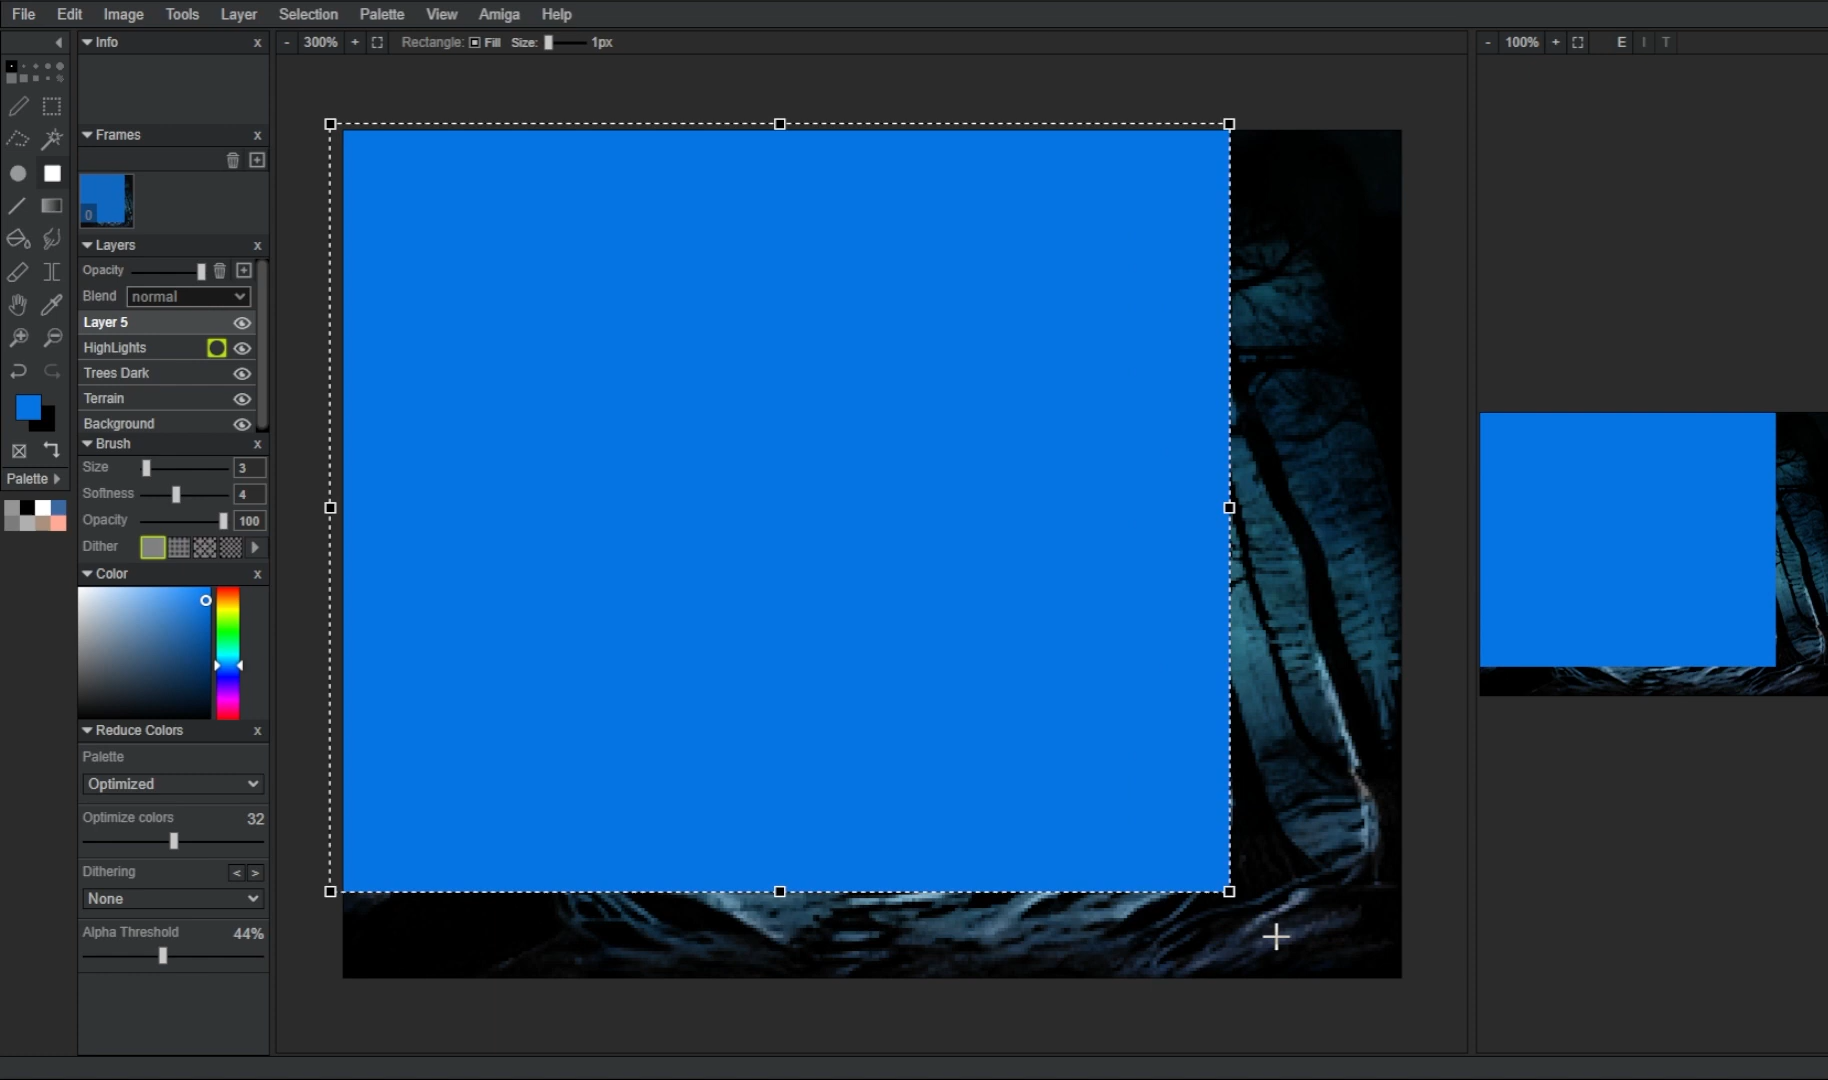 File Edit Image Tools Layer Selection Palette View Amiga Help
Info x
- 300% + Rectangle: Fill Size: 1px
- 100% + E I T
Frames x
0
Layers x
Opacity
Blend normal
Layer 5
HighLights
Trees Dark
Terrain
Background
Brush x
Size 3
Softness 4
Opacity 100
Dither
Palette
Color x
Reduce Colors x
Palette
Optimized
Optimize colors 32
Dithering < >
None
Alpha Threshold 44%